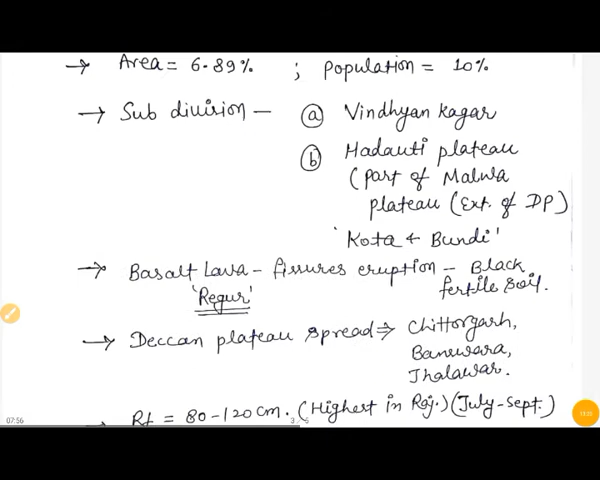 → Area = 6.89% ; Population = 10%
→ Sub division – (a) Vindhyan Kagar
(b) Hadauti plateau
(part of Malwa
plateau (Ext. of DP)
'Kota & Bundi'
→ Basalt Lava – fissures eruption – Black
'Regur' fertile soil.
→ Deccan plateau spread ⇒ Chittorgarh,
Banswara,
Jhalawar.
→ Rf = 80-120 cm. (Highest in Raj.) (July-Sept.)
07:56